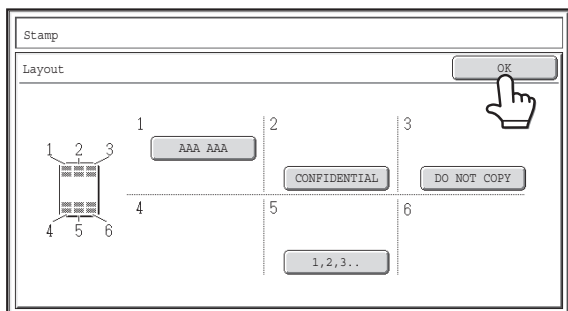 Stamp
Layout
OK
1 2 3
AAA AAA
CONFIDENTIAL
DO NOT COPY
1 2 3
4 5 6
4 5 6
1,2,3..